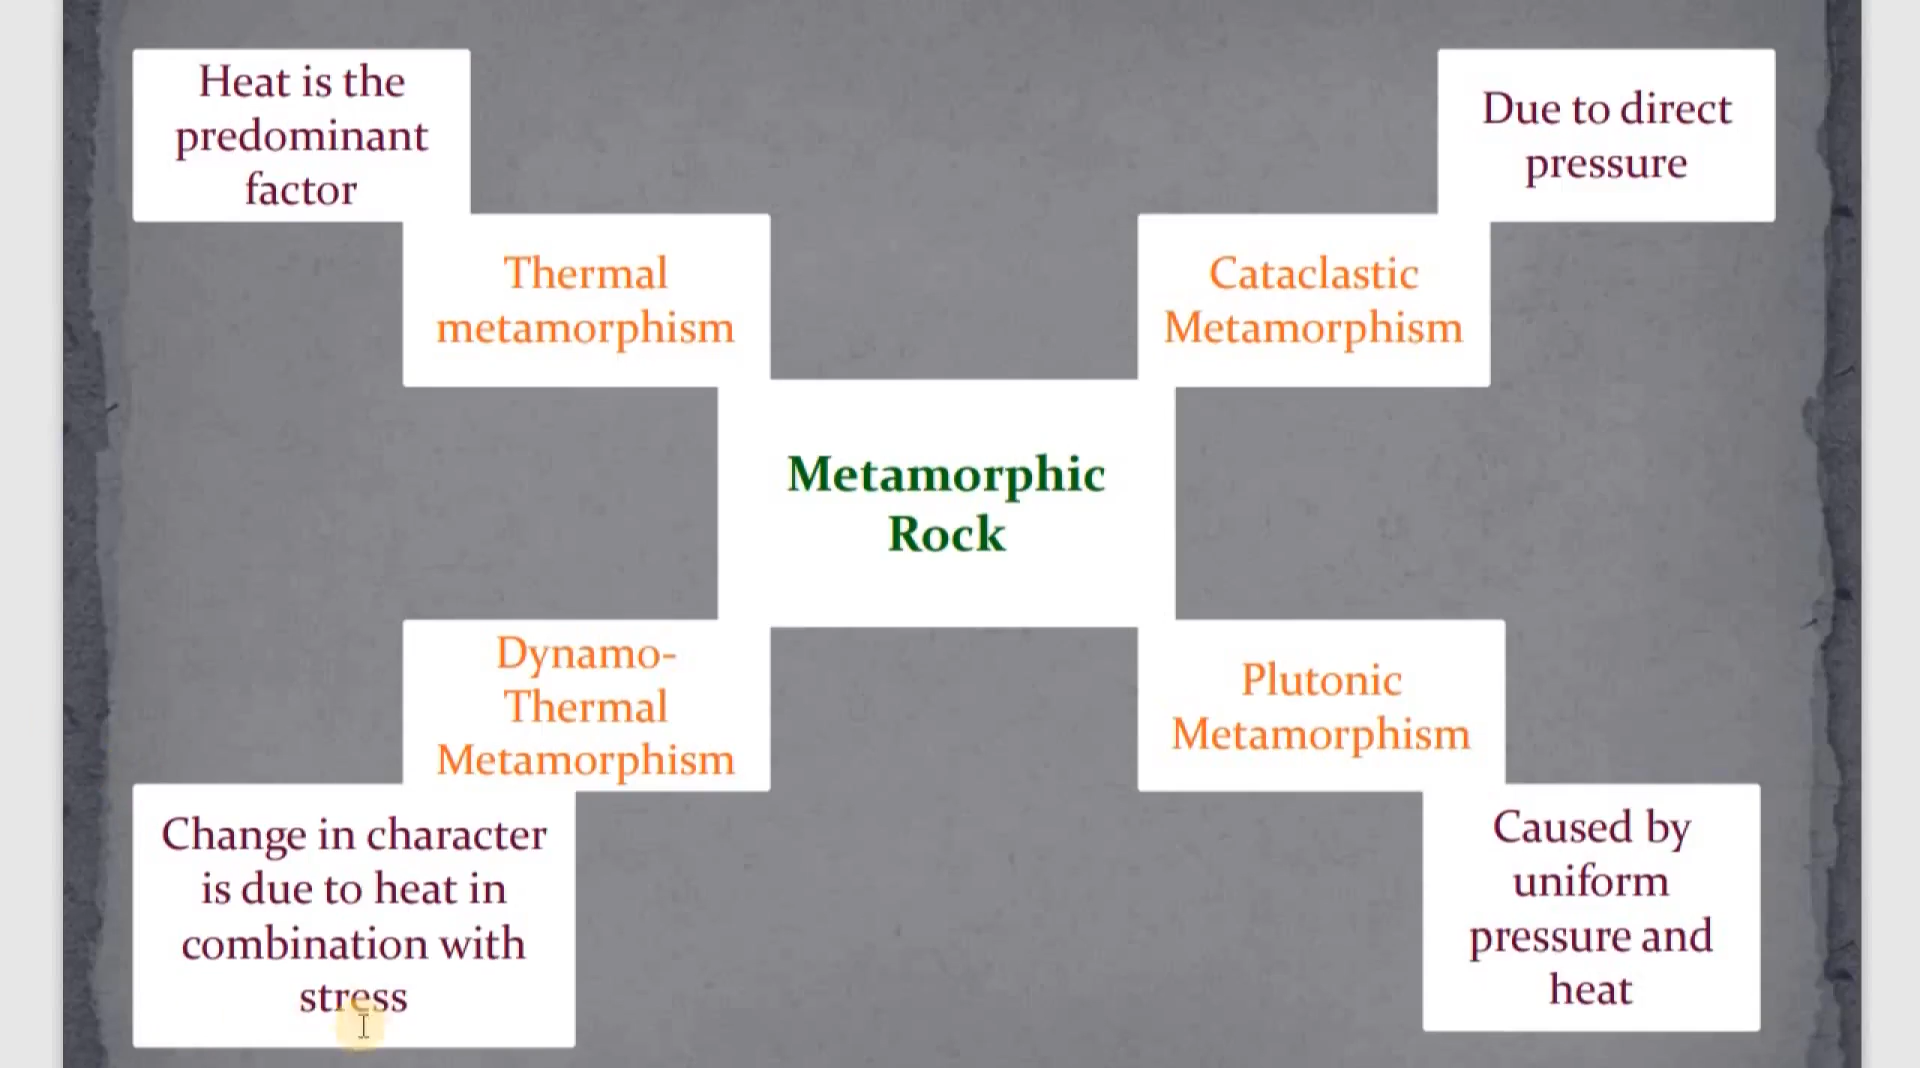 Heat is the
predominant
factor
Due to direct
pressure
Thermal
metamorphism
Cataclastic
Metamorphism
Metamorphic
Rock
Dynamo-
Thermal
Metamorphism
Plutonic
Metamorphism
Change in character
is due to heat in
combination with
stress
Caused by
uniform
pressure and
heat